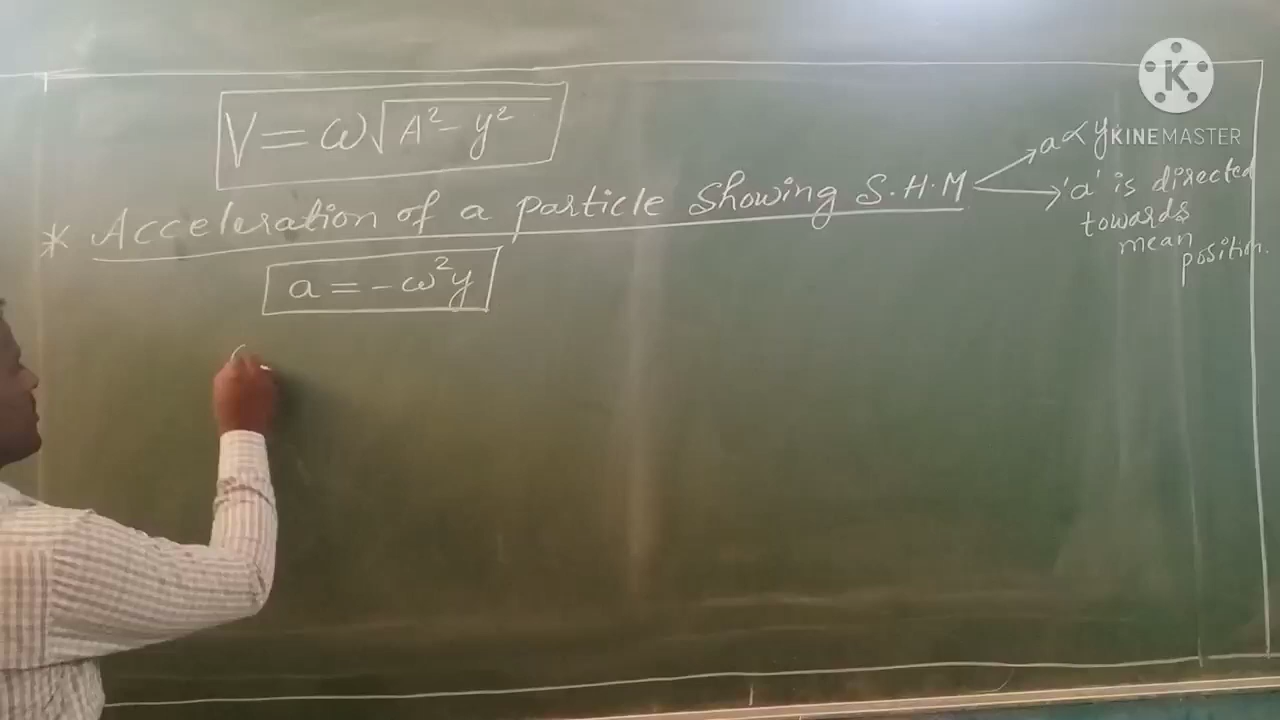 V = ω√A² - y²
* Acceleration of a particle showing S.H.M
a ∝ y
'a' is directed
towards
mean
position.
a = -ω²y
K
KINEMASTER